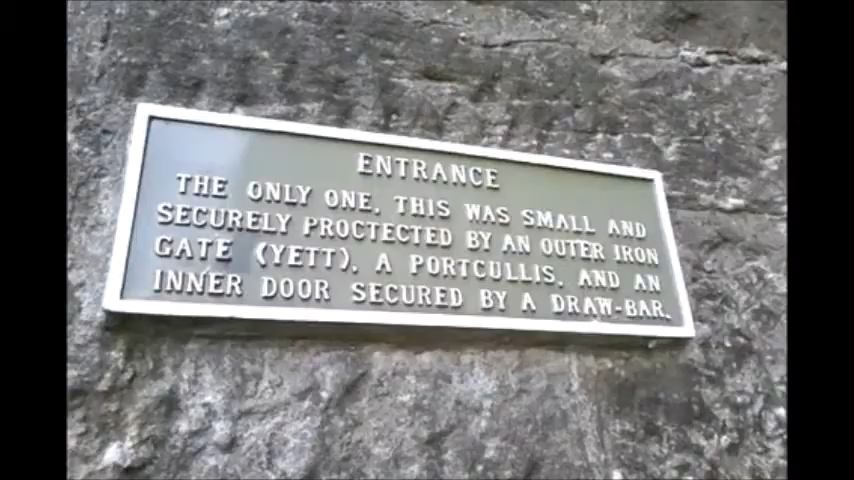 ENTRANCE
THE ONLY ONE. THIS WAS SMALL AND
SECURELY PROCTECTED BY AN OUTER IRON
GATE (YETT). A PORTCULLIS. AND AN
INNER DOOR SECURED BY A DRAW-BAR.